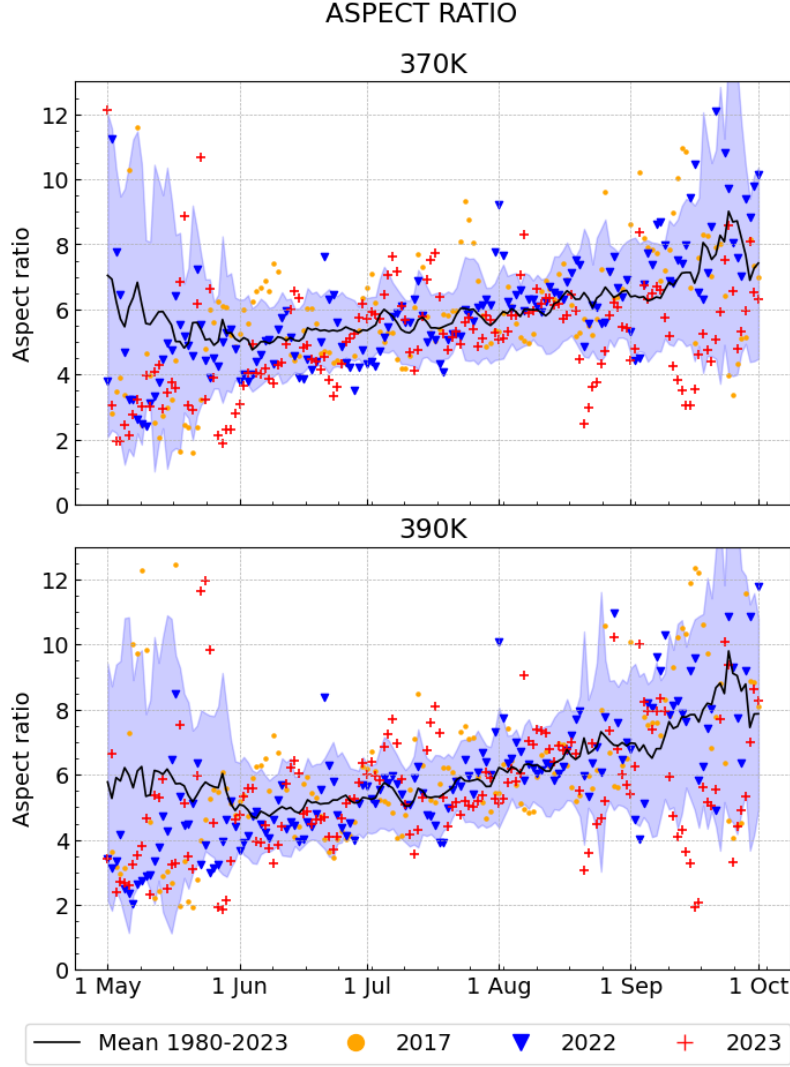 ASPECT RATIO
370K
Aspect ratio
12
10
8
6
4
2
0
390K
Aspect ratio
12
10
8
6
4
2
0
1 May
1 Jun
1 Jul
1 Aug
1 Sep
1 Oct
Mean 1980-2023
2017
2022
2023